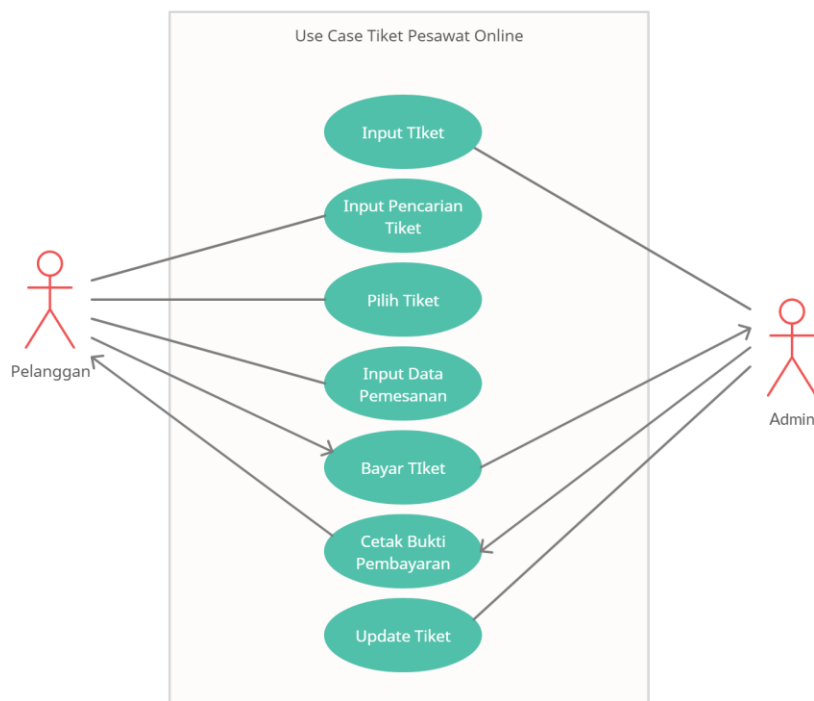 Use Case Tiket Pesawat Online
Input TIket
Input Pencarian
Tiket
Pilih Tiket
Input Data
Pemesanan
Bayar TIket
Cetak Bukti
Pembayaran
Update Tiket
Pelanggan
Admin